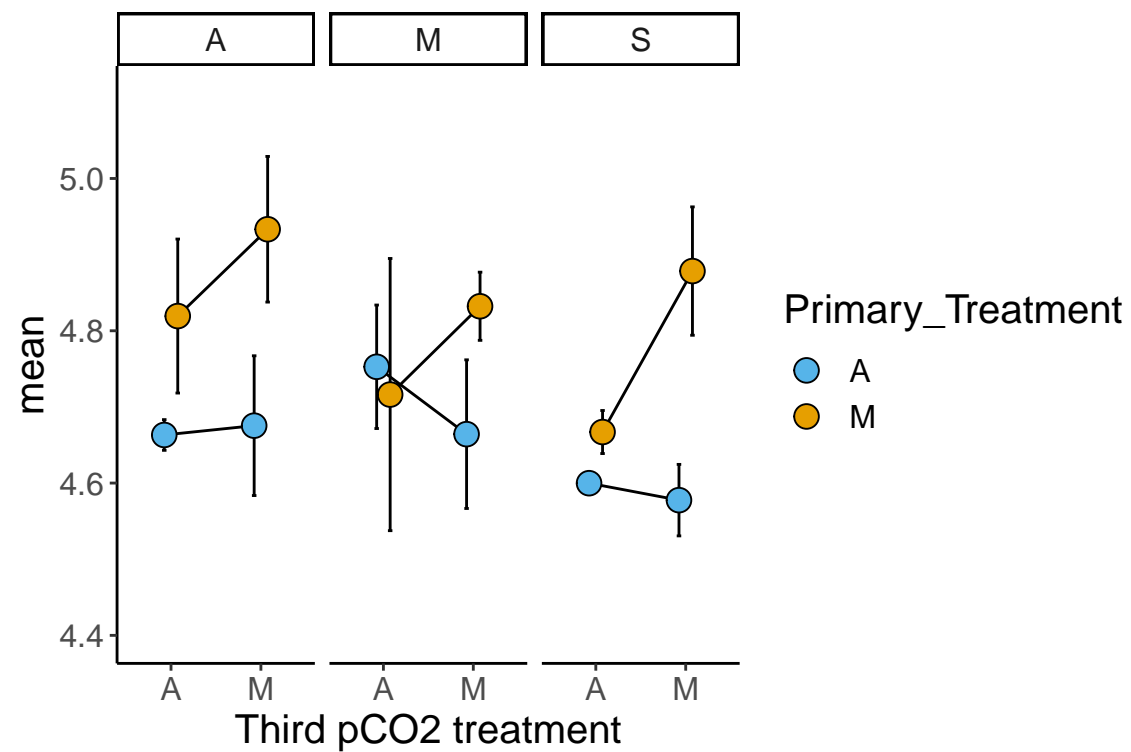 A M S
5.0
4.8
4.6
4.4
mean
A M A M A M
Third pCO2 treatment
Primary_Treatment
A
M